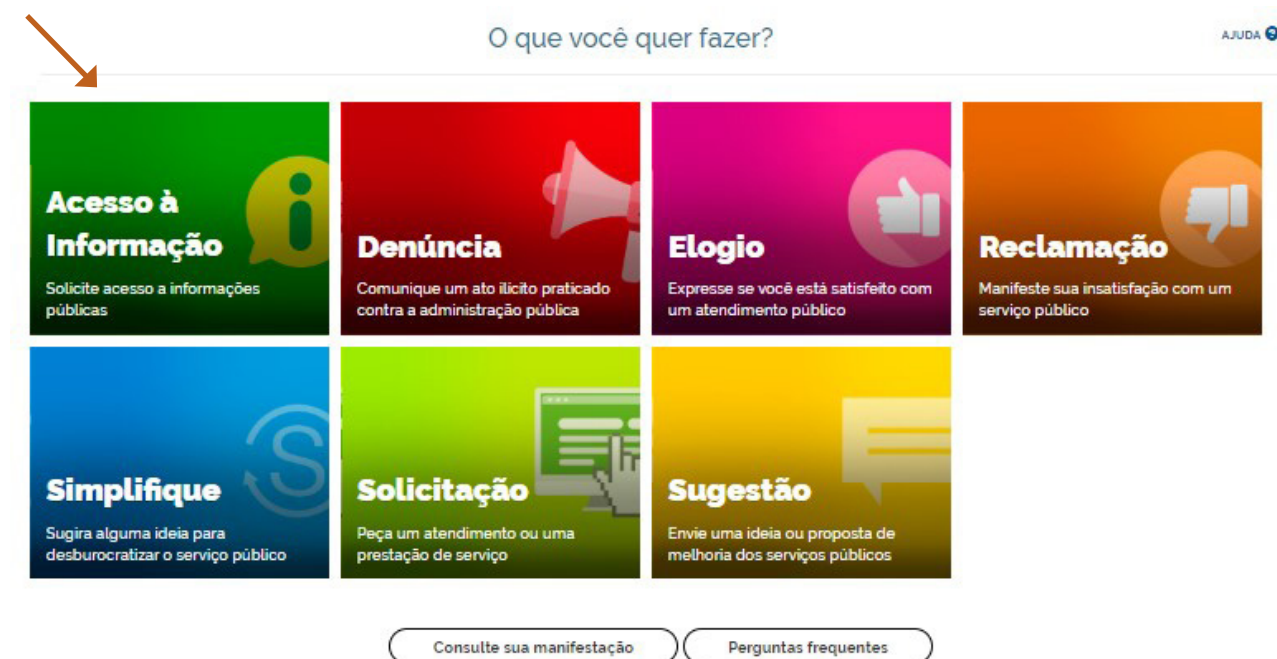 O que você quer fazer?
AJUDA
Acesso à
Informação
Solicite acesso a informações
públicas
Denúncia
Comunique um ato ilícito praticado
contra a administração pública
Elogio
Expresse se você está satisfeito com
um atendimento público
Reclamação
Manifeste sua insatisfação com um
serviço público
Simplifique
Sugira alguma ideia para
desburocratizar o serviço público
Solicitação
Peça um atendimento ou uma
prestação de serviço
Sugestão
Envie uma ideia ou proposta de
melhoria dos serviços públicos
Consulte sua manifestação
Perguntas frequentes